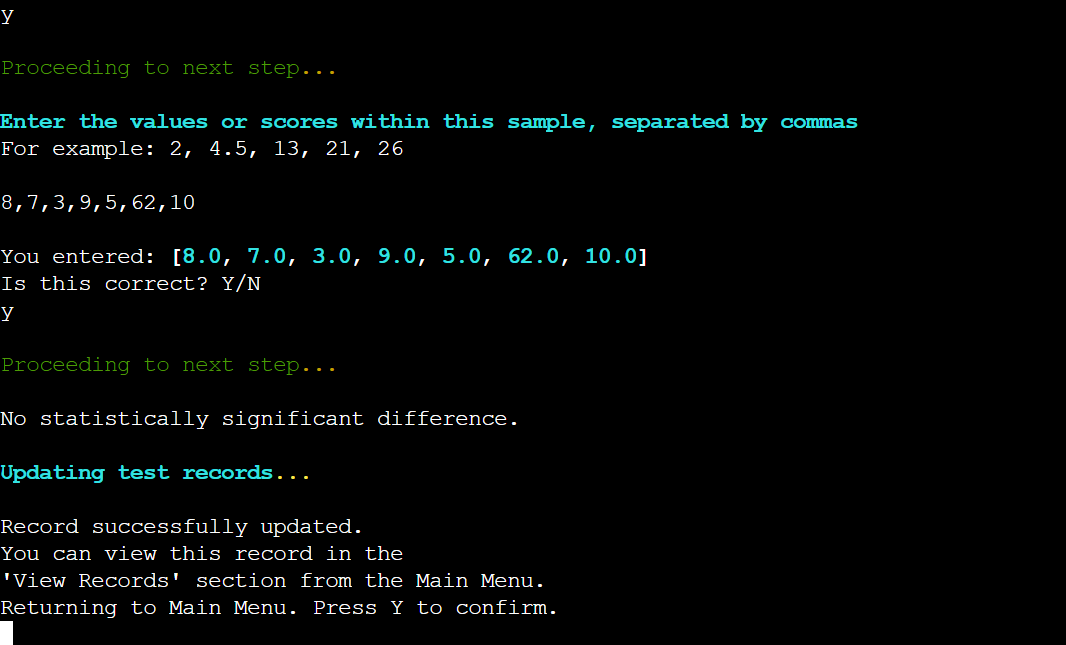 y
Proceeding to next step...
Enter the values or scores within this sample, separated by commas
For example: 2, 4.5, 13, 21, 26
8,7,3,9,5,62,10
You entered: [8.0, 7.0, 3.0, 9.0, 5.0, 62.0, 10.0]
Is this correct? Y/N
y
Proceeding to next step...
No statistically significant difference.
Updating test records...
Record successfully updated.
You can view this record in the
'View Records' section from the Main Menu.
Returning to Main Menu. Press Y to confirm.